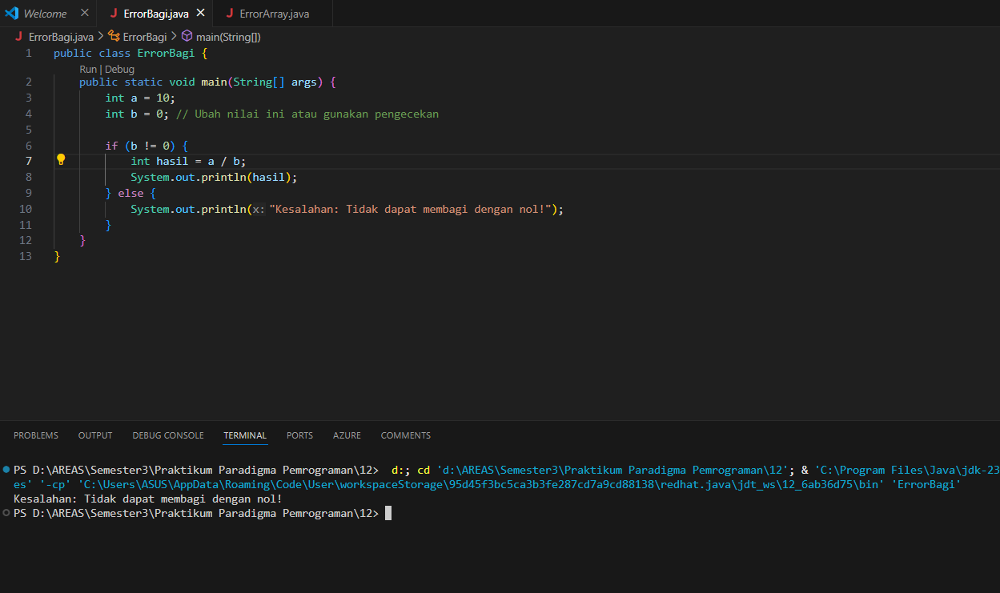 Welcome ErrorBagi.java ErrorArray.java
ErrorBagi.java > ErrorBagi > main(String[])
1 public class ErrorBagi {
Run | Debug
2 public static void main(String[] args) {
3 int a = 10;
4 int b = 0; // Ubah nilai ini atau gunakan pengecekan
5
6 if (b != 0) {
7 int hasil = a / b;
8 System.out.println(hasil);
9 } else {
10 System.out.println(x: "Kesalahan: Tidak dapat membagi dengan nol!");
11 }
12 }
13 }
PROBLEMS OUTPUT DEBUG CONSOLE TERMINAL PORTS AZURE COMMENTS
PS D:\AREAS\Semester3\Praktikum Paradigma Pemrograman\12> d:; cd 'd:\AREAS\Semester3\Praktikum Paradigma Pemrograman\12'; & 'C:\Program Files\Java\jdk-23
es' '-cp' 'C:\Users\ASUS\AppData\Roaming\Code\User\workspaceStorage\95d45f3bc5ca3b3fe287cd7a9cd88138\redhat.java\jdt_ws\12_6ab36d75\bin' 'ErrorBagi'
Kesalahan: Tidak dapat membagi dengan nol!
PS D:\AREAS\Semester3\Praktikum Paradigma Pemrograman\12>